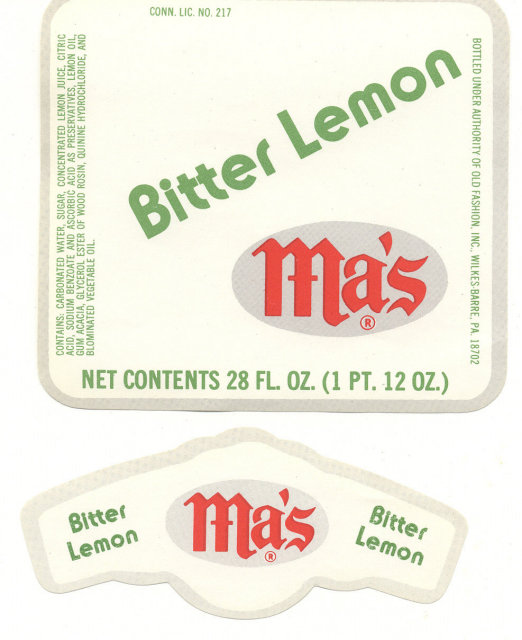 CONN. LIC. NO. 217
CONTAINS: CARBONATED WATER, SUGAR, CONCENTRATED LEMON JUICE, CITRIC
ACID, SODIUM BENZOATE AND ASCORBIC ACID AS PRESERVATIVES, LEMON OIL,
GUM ACACIA, GLYCEROL ESTER OF WOOD ROSIN, QUININE HYDROCHLORIDE, AND
BLOMINATED VEGETABLE OIL.
Bitter Lemon
BOTTLED UNDER AUTHORITY OF OLD FASHION, INC., WILKES-BARRE, PA. 18702
Ma's
®
NET CONTENTS 28 FL. OZ. (1 PT. 12 OZ.)
Bitter
Lemon
Ma's
®
Bitter
Lemon